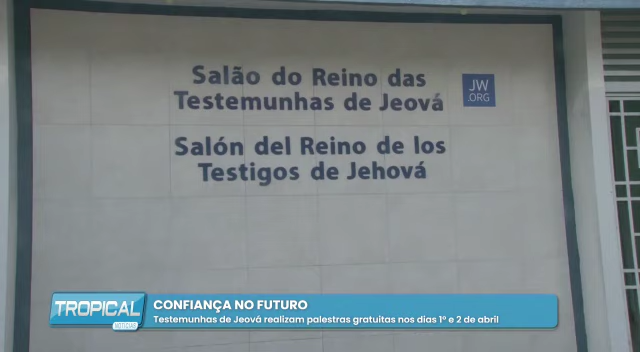 Salão do Reino das
Testemunhas de Jeová
JW
.ORG
Salón del Reino de los
Testigos de Jehová
TROPICAL
NOTÍCIAS
CONFIANÇA NO FUTURO
Testemunhas de Jeová realizam palestras gratuitas nos dias 1º e 2 de abril